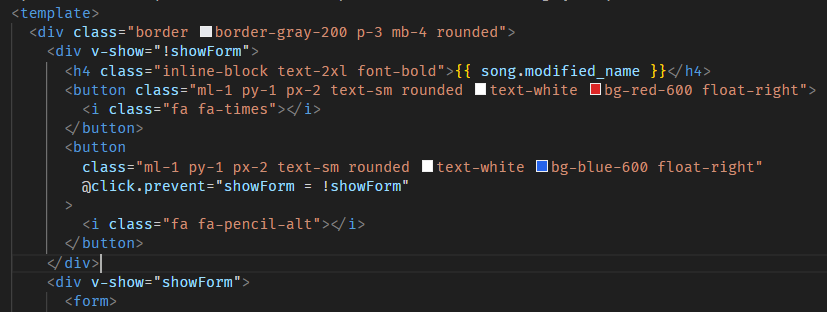 <template>
<div class="border border-gray-200 p-3 mb-4 rounded">
<div v-show="!showForm">
<h4 class="inline-block text-2xl font-bold">{{ song.modified_name }}</h4>
<button class="ml-1 py-1 px-2 text-sm rounded text-white bg-red-600 float-right">
<i class="fa fa-times"></i>
</button>
<button
class="ml-1 py-1 px-2 text-sm rounded text-white bg-blue-600 float-right"
@click.prevent="showForm = !showForm"
>
<i class="fa fa-pencil-alt"></i>
</button>
</div>
<div v-show="showForm">
<form>